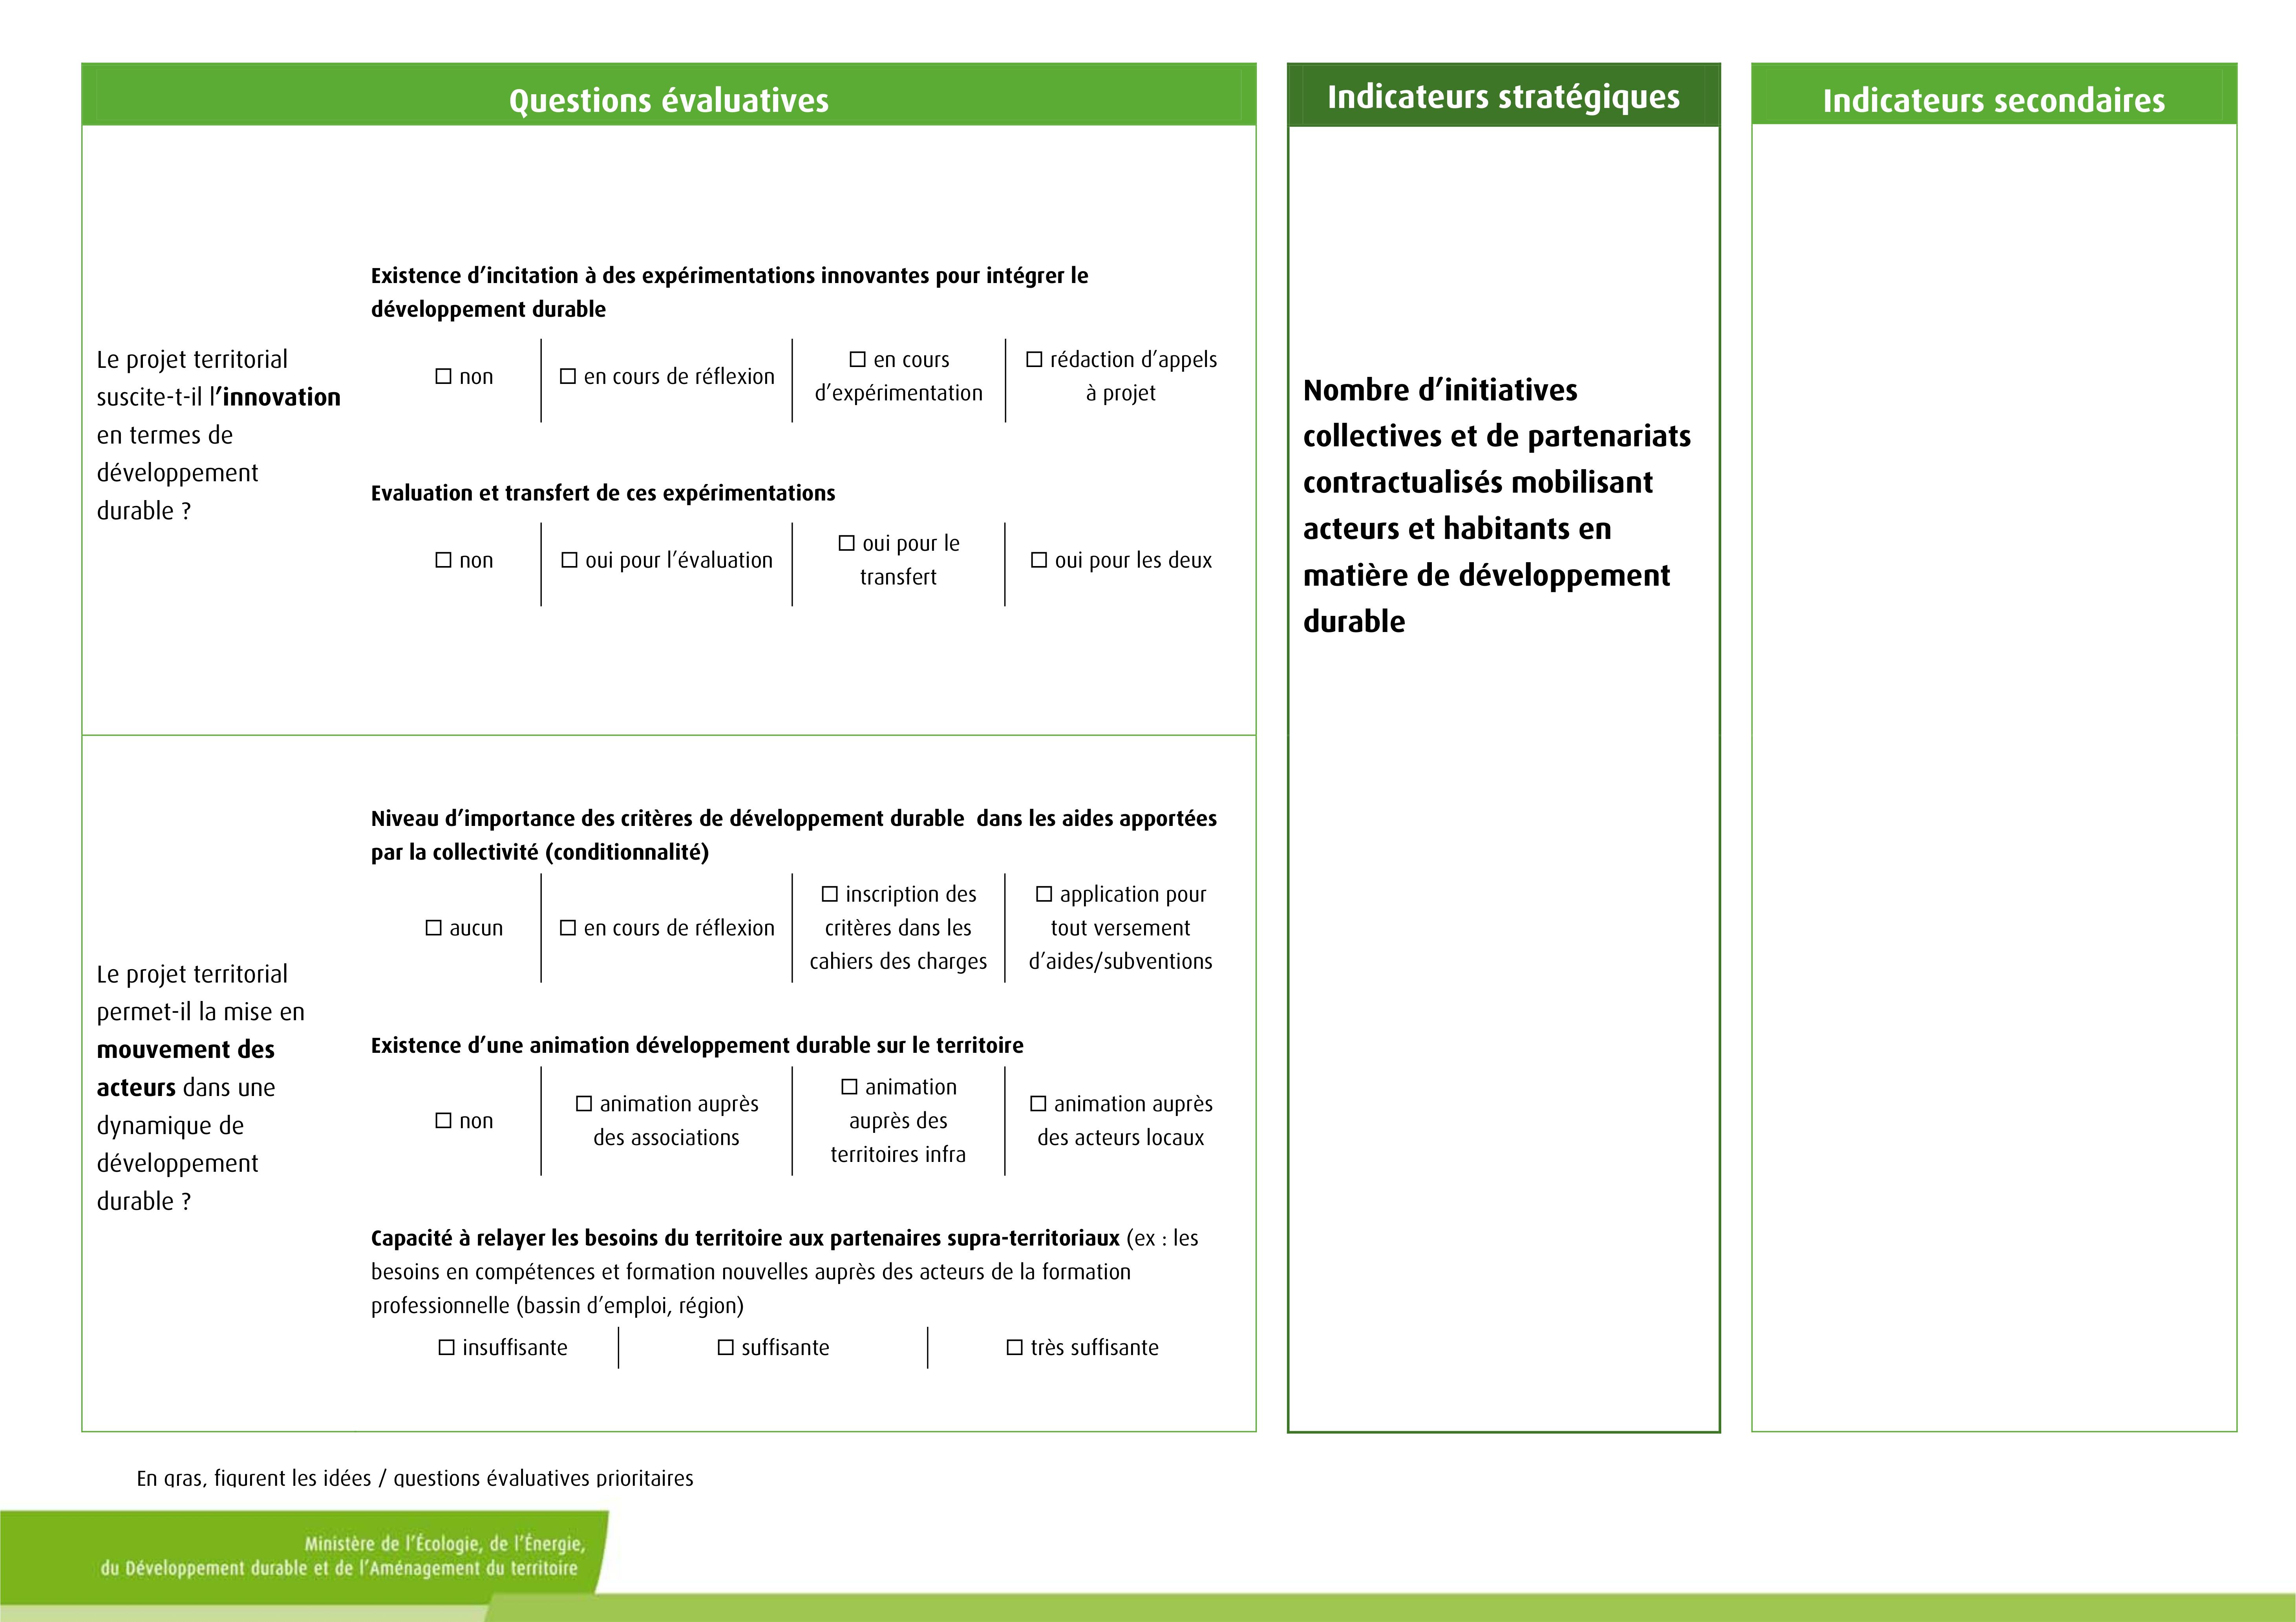 Questions évaluatives
Le projet territorial
suscite-t-il l’innovation
en termes de
développement
durable ?
Existence d’incitation à des expérimentations innovantes pour intégrer le
développement durable
☐ non
☐ en cours de réflexion
☐ en cours
d’expérimentation
☐ rédaction d’appels
à projet
Evaluation et transfert de ces expérimentations
☐ non
☐ oui pour l’évaluation
☐ oui pour le
transfert
☐ oui pour les deux
Le projet territorial
permet-il la mise en
mouvement des
acteurs dans une
dynamique de
développement
durable ?
Niveau d’importance des critères de développement durable  dans les aides apportées
par la collectivité (conditionnalité)
☐ aucun
☐ en cours de réflexion
☐ inscription des
critères dans les
cahiers des charges
☐ application pour
tout versement
d’aides/subventions
Existence d’une animation développement durable sur le territoire
☐ non
☐ animation auprès
des associations
☐ animation
auprès des
territoires infra
☐ animation auprès
des acteurs locaux
Capacité à relayer les besoins du territoire aux partenaires supra-territoriaux (ex : les
besoins en compétences et formation nouvelles auprès des acteurs de la formation
professionnelle (bassin d’emploi, région)
☐ insuffisante
☐ suffisante
☐ très suffisante
Indicateurs stratégiques
Nombre d’initiatives
collectives et de partenariats
contractualisés mobilisant
acteurs et habitants en
matière de développement
durable
Indicateurs secondaires
En gras, figurent les idées / questions évaluatives prioritaires
Ministère de l’Écologie, de l’Énergie,
du Développement durable et de l’Aménagement du territoire